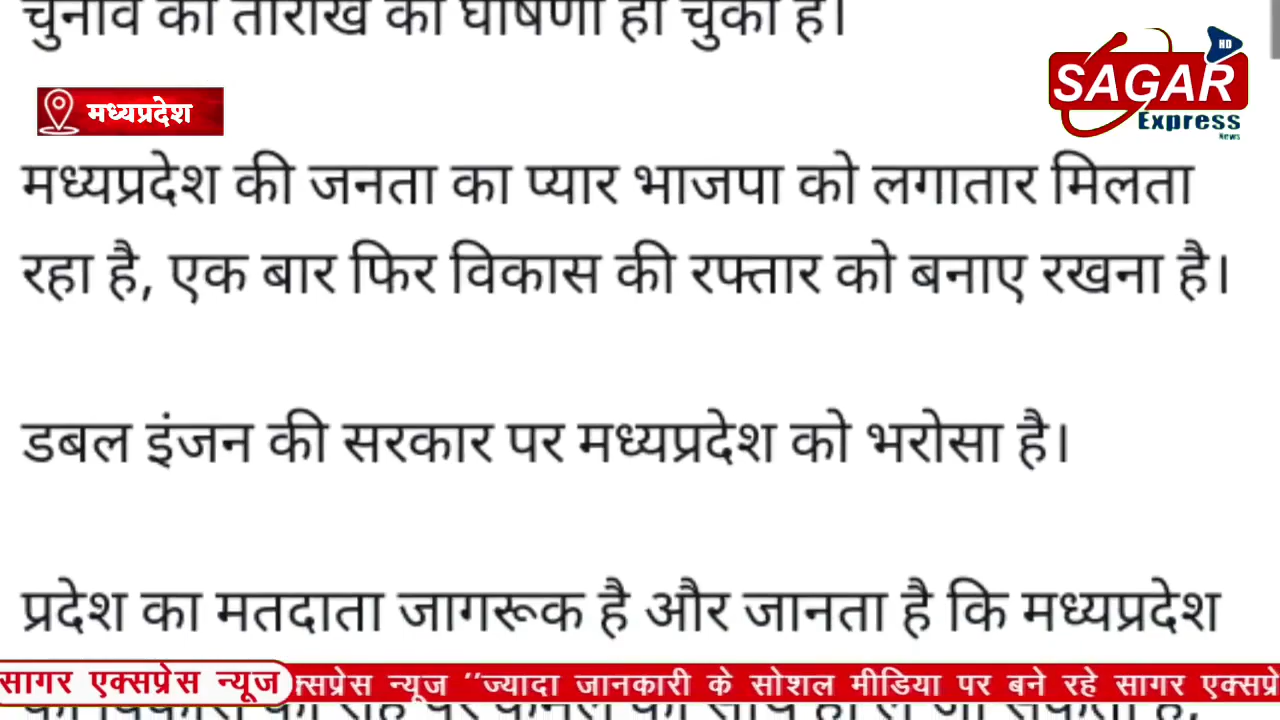 चुनाव की तारीख की घोषणा हो चुकी है।
SAGAR
HD
Express
News
मध्यप्रदेश
मध्यप्रदेश की जनता का प्यार भाजपा को लगातार मिलता
रहा है, एक बार फिर विकास की रफ्तार को बनाए रखना है।
डबल इंजन की सरकार पर मध्यप्रदेश को भरोसा है।
प्रदेश का मतदाता जागरूक है और जानता है कि मध्यप्रदेश
सागर एक्सप्रेस न्यूज
क्सप्रेस न्यूज ''ज्यादा जानकारी के सोशल मीडिया पर बने रहे सागर एक्सप्रे